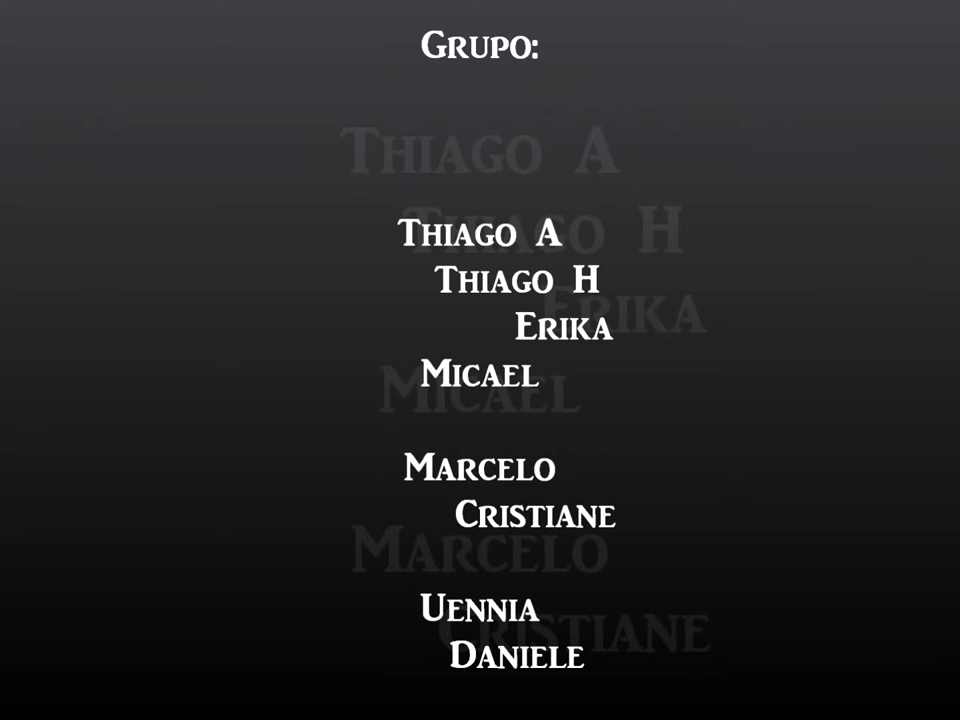 Grupo:
Thiago A
Thiago H
Erika
Micael
Marcelo
Cristiane
Uennia
Daniele